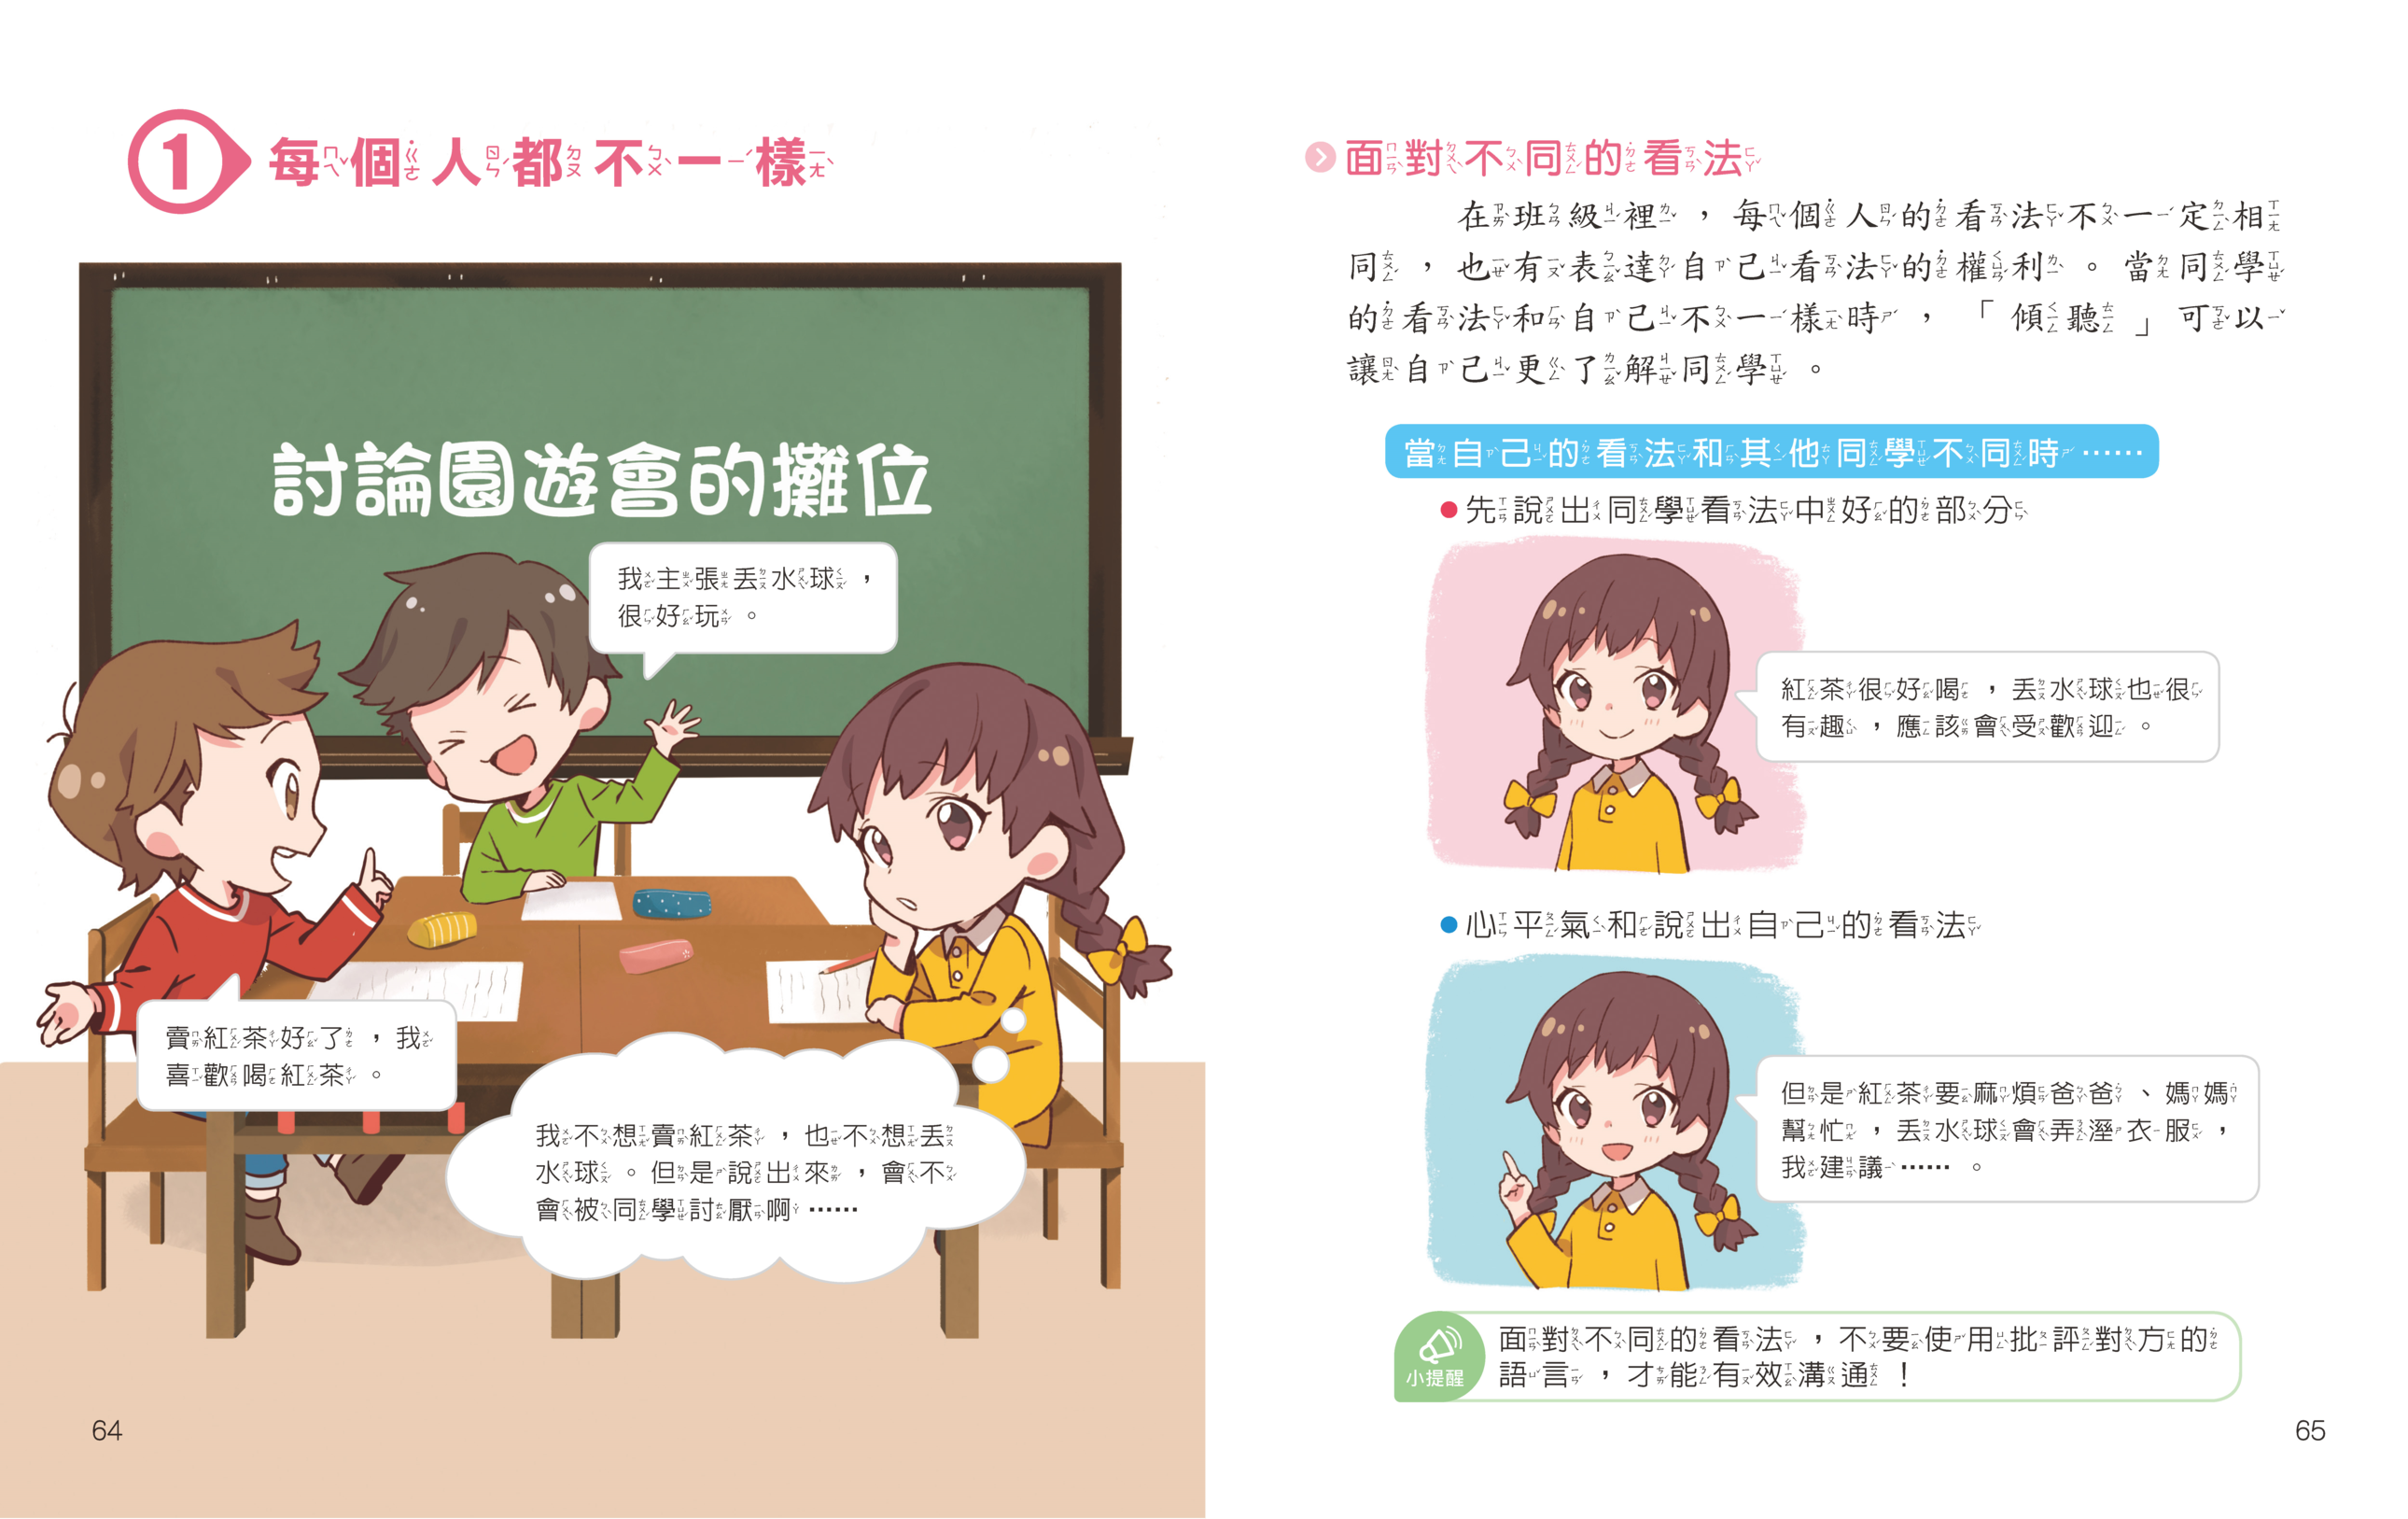 1 每個人都不一樣
討論園遊會的攤位
我主張丟水球，
很好玩。
賣紅茶好了，我
喜歡喝紅茶。
我不想賣紅茶，也不想丟
水球。但是說出來，會不
會被同學討厭啊……
64
面對不同的看法
在班級裡，每個人的看法不一定相
同，也有表達自己看法的權利。當同學
的看法和自己不一樣時，「傾聽」可以
讓自己更了解同學。
當自己的看法和其他同學不同時……
●先說出同學看法中好的部分
紅茶很好喝，丟水球也很
有趣，應該會受歡迎。
●心平氣和說出自己的看法
但是紅茶要麻煩爸爸、媽媽
幫忙，丟水球會弄溼衣服，
我建議……。
小提醒
面對不同的看法，不要使用批評對方的
語言，才能有效溝通！
65